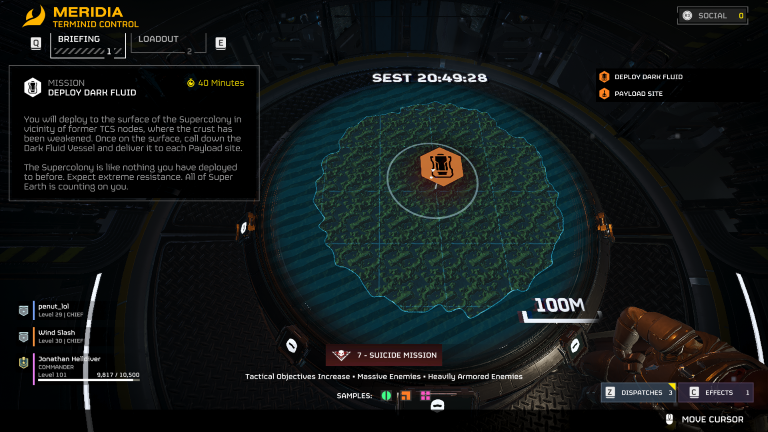 MERIDIA
TERMINID CONTROL
SOCIAL 0
Q BRIEFING 1 LOADOUT 2 E
MISSION
DEPLOY DARK FLUID
40 Minutes
You will deploy to the surface of the Supercolony in
vicinity of former TCS nodes, where the crust has
been weakened. Once on the surface, call down the
Dark Fluid Vessel and deliver it to each Payload site.
The Supercolony is like nothing you have deployed
to before. Expect extreme resistance. All of Super
Earth is counting on you.
SEST 20:49:28
DEPLOY DARK FLUID
PAYLOAD SITE
100M
penut_lol
Level 29 | CHIEF
Wind Slash
Level 30 | CHIEF
Jonathan Helldiver
COMMANDER
Level 101 9,817 / 10,500
7 - SUICIDE MISSION
Tactical Objectives Increase • Massive Enemies • Heavily Armored Enemies
SAMPLES:
Z DISPATCHES 3
C EFFECTS 1
MOVE CURSOR